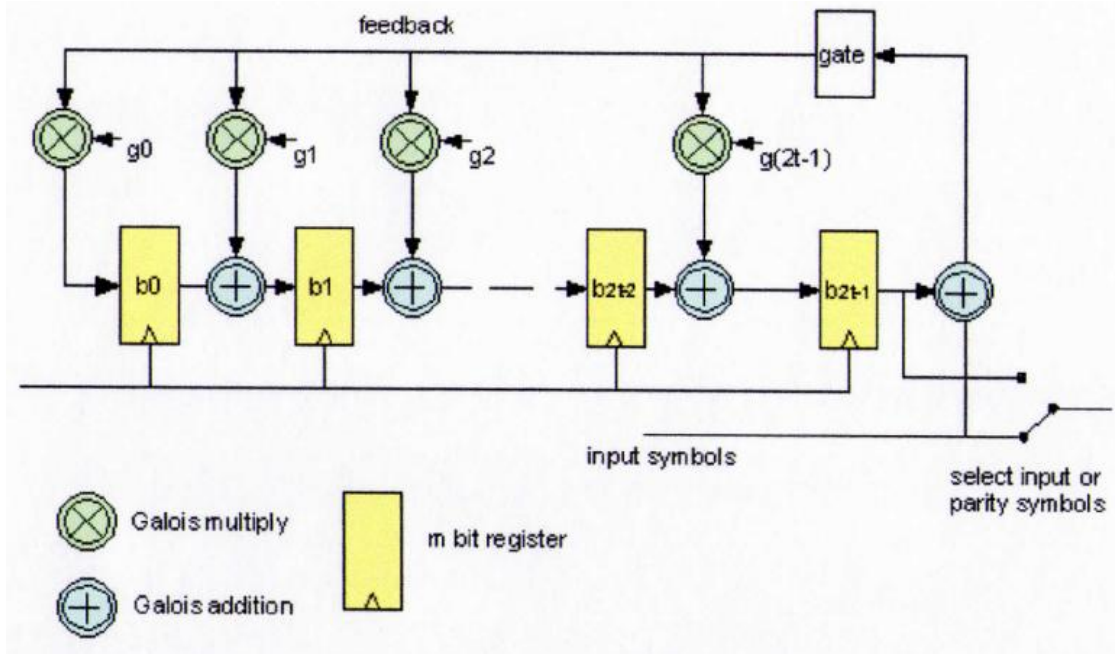 feedback
gate
g0
g1
g2
g(2t-1)
b0
b1
b2t-2
b2t-1
input symbols
select input or
parity symbols
Galois multiply
m bit register
Galois addition